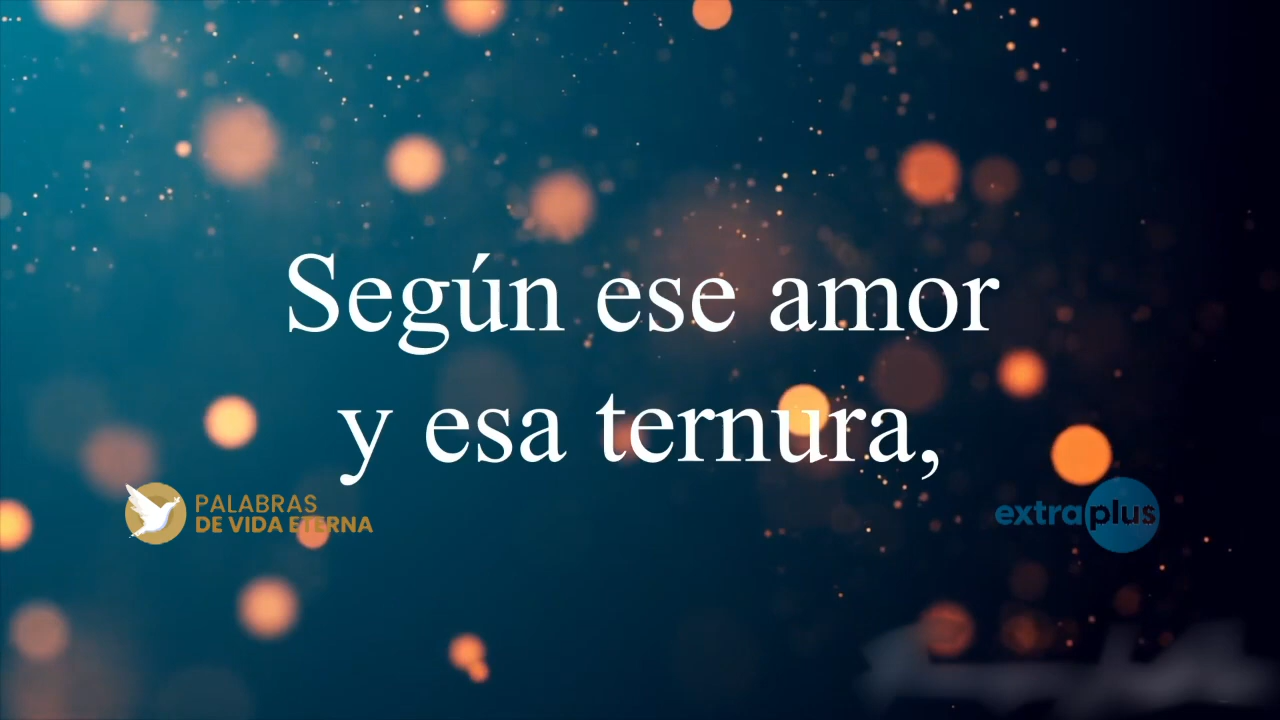 Según ese amor
y esa ternura,
PALABRAS
DE VIDA ETERNA
extraplus